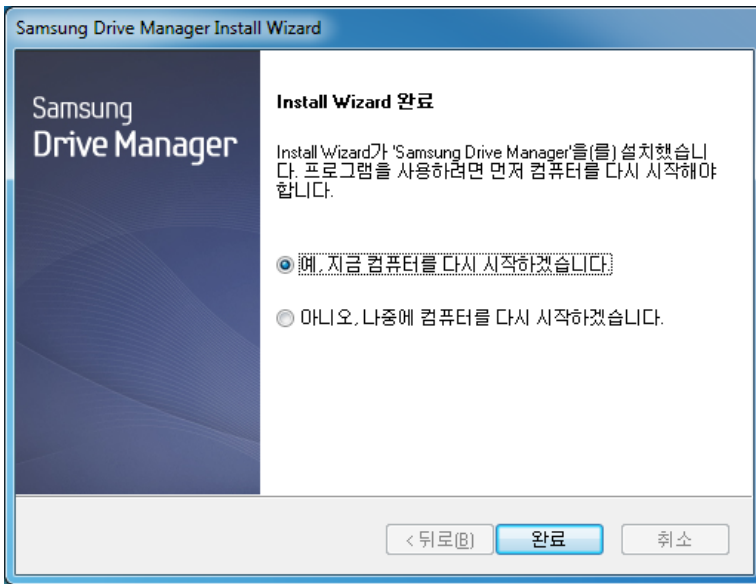 Samsung Drive Manager Install Wizard
Samsung
Drive Manager
Install Wizard 완료
Install Wizard가 'Samsung Drive Manager'을(를) 설치했습니
다. 프로그램을 사용하려면 먼저 컴퓨터를 다시 시작해야
합니다.
예, 지금 컴퓨터를 다시 시작하겠습니다.
아니오, 나중에 컴퓨터를 다시 시작하겠습니다.
< 뒤로(B)
완료
취소